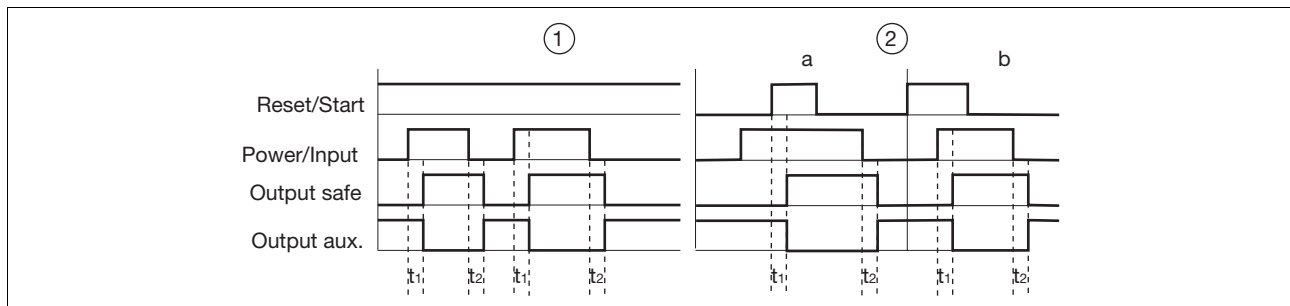 ① ②
a b
Reset/Start
Power/Input
Output safe
Output aux.
t1 t2 t1 t2 t1 t2 t1 t2